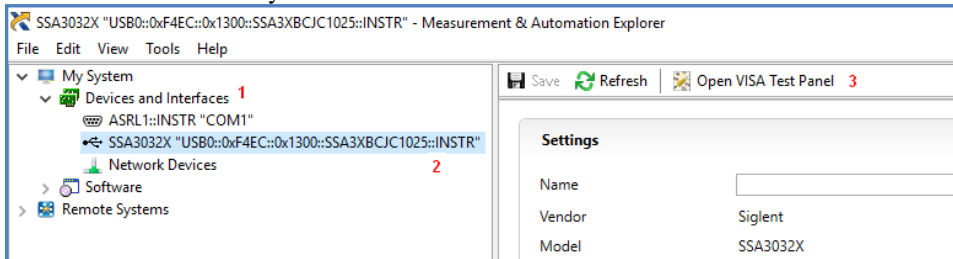 SSA3032X "USB0::0xF4EC::0x1300::SSA3XBCJC1025::INSTR" - Measurement & Automation Explorer
File Edit View Tools Help
My System
Devices and Interfaces 1
ASRL1::INSTR "COM1"
SSA3032X "USB0::0xF4EC::0x1300::SSA3XBCJC1025::INSTR"
Network Devices 2
Software
Remote Systems
Save Refresh Open VISA Test Panel 3
Settings
Name
Vendor Siglent
Model SSA3032X